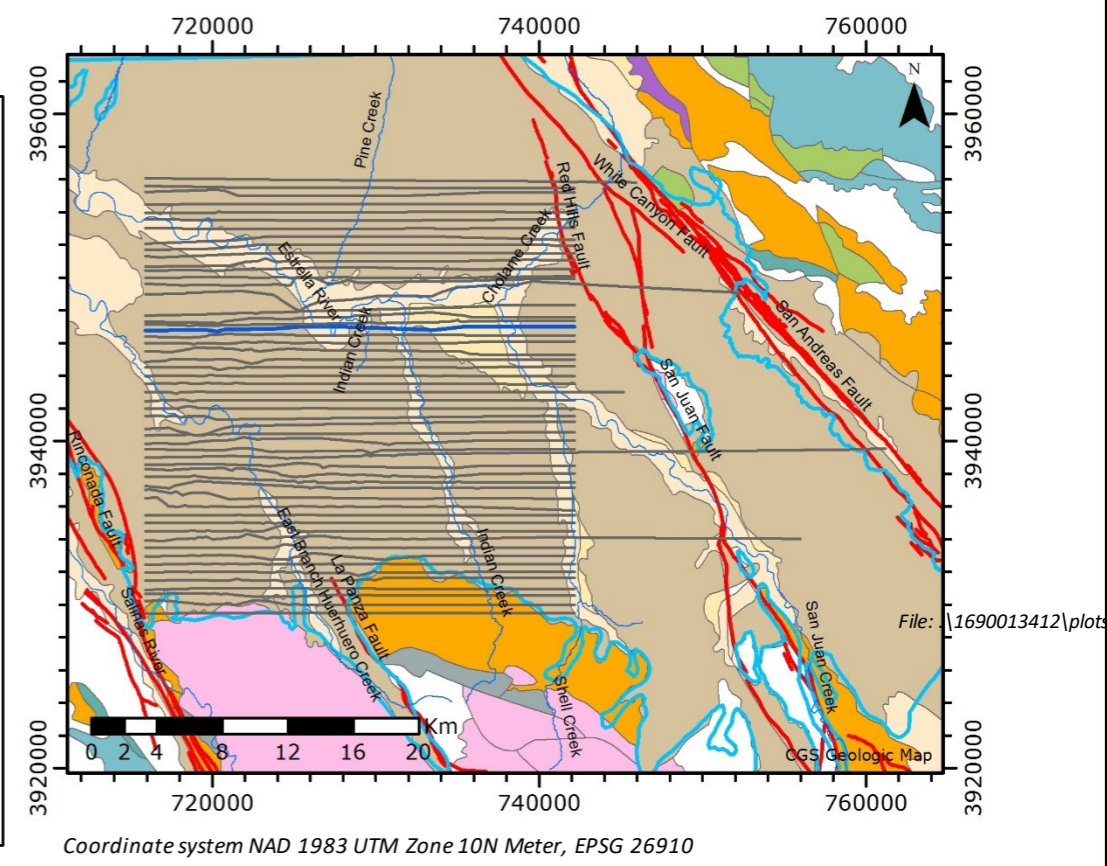 720000
740000
760000
3960000
3960000
N
Pine Creek
White Canyon Fault
Red Hills Fault
Cholame Creek
Estrella River
San Andreas Fault
Indian Creek
San Juan Fault
3940000
3940000
Rinconada Fault
East Branch Huerhuero Creek
La Panza Fault
Indian Creek
Salinas River
San Juan Creek
File: .\1690013412\plots
Shell Creek
Km
0 2 4 8 12 16 20
CGS Geologic Map
3920000
3920000
720000
740000
760000
Coordinate system NAD 1983 UTM Zone 10N Meter, EPSG 26910